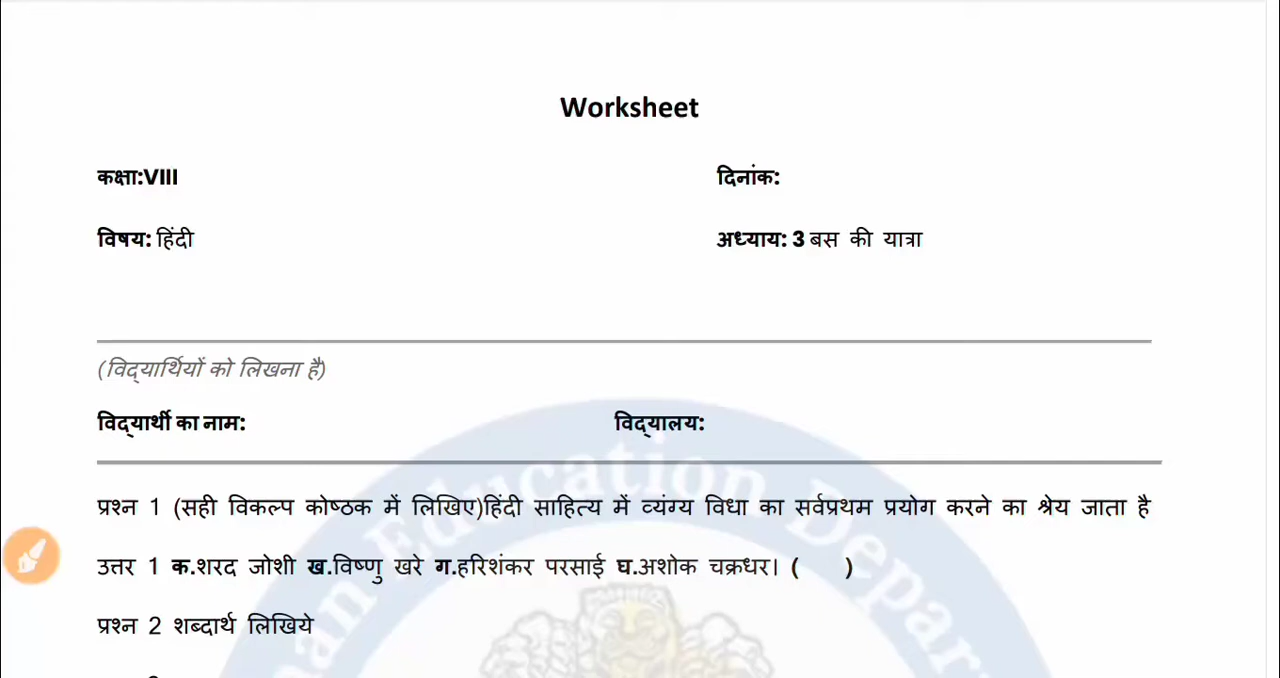 Worksheet
कक्षा:VIII दिनांक:
विषय: हिंदी अध्याय: 3 बस की यात्रा
(विद्यार्थियों को लिखना है)
विद्यार्थी का नाम: विद्यालय:
प्रश्न 1 (सही विकल्प कोष्ठक में लिखिए)हिंदी साहित्य में व्यंग्य विधा का सर्वप्रथम प्रयोग करने का श्रेय जाता है
उत्तर 1 क.शरद जोशी ख.विष्णु खरे ग.हरिशंकर परसाई घ.अशोक चक्रधर। ( )
प्रश्न 2 शब्दार्थ लिखिये